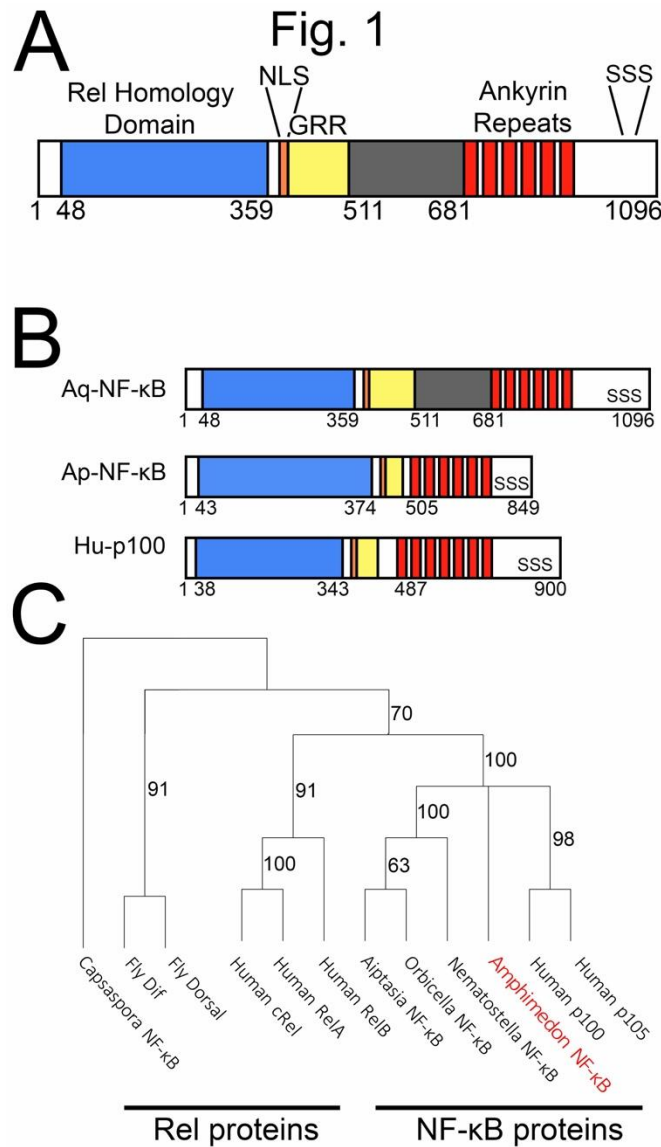 A
Fig. 1
NLS
SSS
Rel Homology
Domain
GRR
Ankyrin
Repeats
1 48 359 511 681 1096
B
Aq-NF-κB
SSS
1 48 359 511 681 1096
Ap-NF-κB
SSS
1 43 374 505 849
Hu-p100
SSS
1 38 343 487 900
C
70
100
91
91
100
98
100
63
Capsaspora NF-κB
Fly Dif
Fly Dorsal
Human cRel
Human RelA
Human RelB
Aiptasia NF-κB
Orbicella NF-κB
Nematostella NF-κB
Amphimedon NF-κB
Human p100
Human p105
Rel proteins
NF-κB proteins